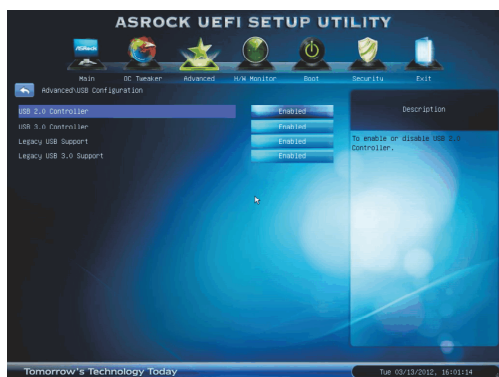 ASROCK UEFI SETUP UTILITY
ASRock
Main OC Tweaker Advanced H/W Monitor Boot Security Exit
Advanced\USB Configuration
USB 2.0 Controller Enabled
USB 3.0 Controller Enabled
Legacy USB Support Enabled
Legacy USB 3.0 Support Enabled
Description
To enable or disable USB 2.0
Controller.
Tomorrow's Technology Today
Tue 03/13/2012, 16:01:14